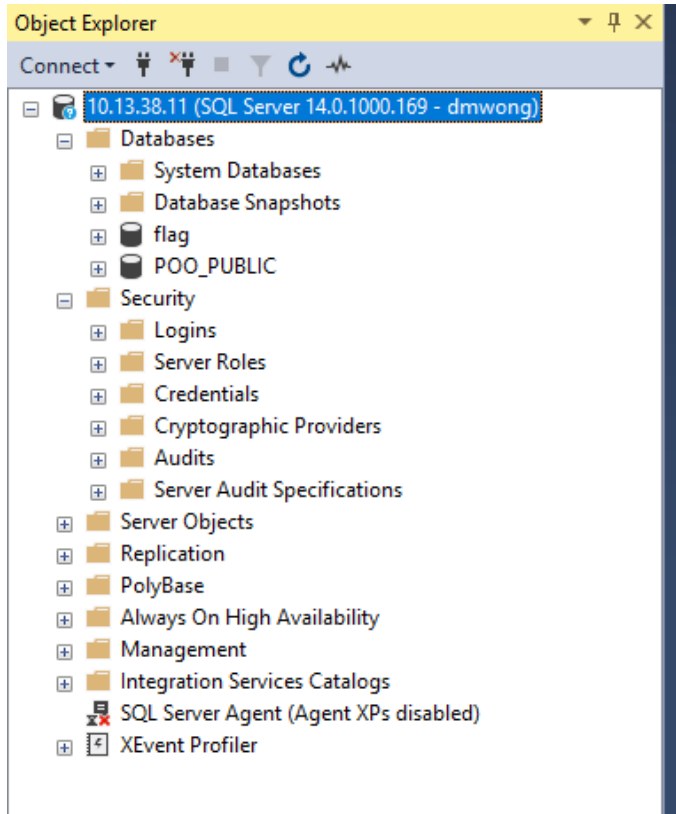 Object Explorer
Connect
10.13.38.11 (SQL Server 14.0.1000.169 - dmwong)
Databases
System Databases
Database Snapshots
flag
POO_PUBLIC
Security
Logins
Server Roles
Credentials
Cryptographic Providers
Audits
Server Audit Specifications
Server Objects
Replication
PolyBase
Always On High Availability
Management
Integration Services Catalogs
SQL Server Agent (Agent XPs disabled)
XEvent Profiler